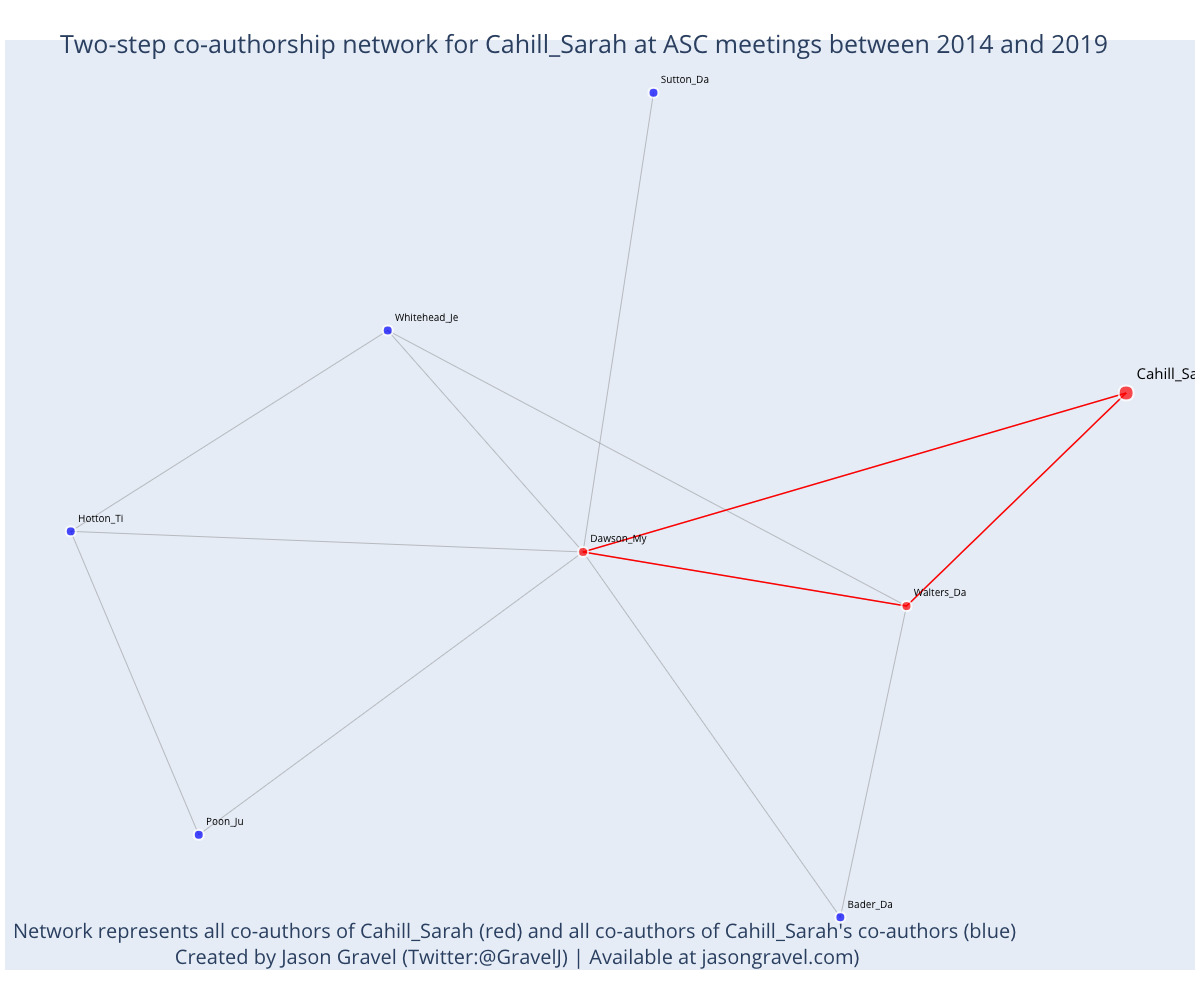 Two-step co-authorship network for Cahill_Sarah at ASC meetings between 2014 and 2019
Sutton_Da
Whitehead_Je
Cahill_Sa
Hotton_Ti
Dawson_My
Walters_Da
Poon_Ju
Bader_Da
Network represents all co-authors of Cahill_Sarah (red) and all co-authors of Cahill_Sarah's co-authors (blue)
Created by Jason Gravel (Twitter:@GravelJ) | Available at jasongravel.com)